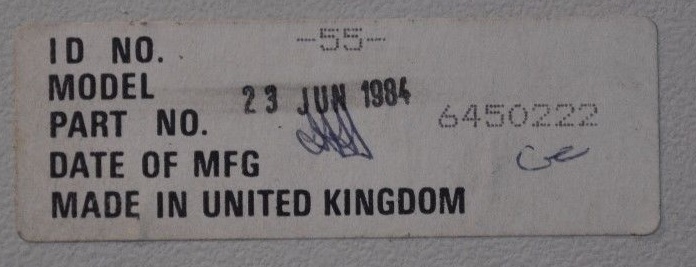 ID NO. -55-
MODEL
23 JUN 1984
PART NO. 6450222
DATE OF MFG
MADE IN UNITED KINGDOM